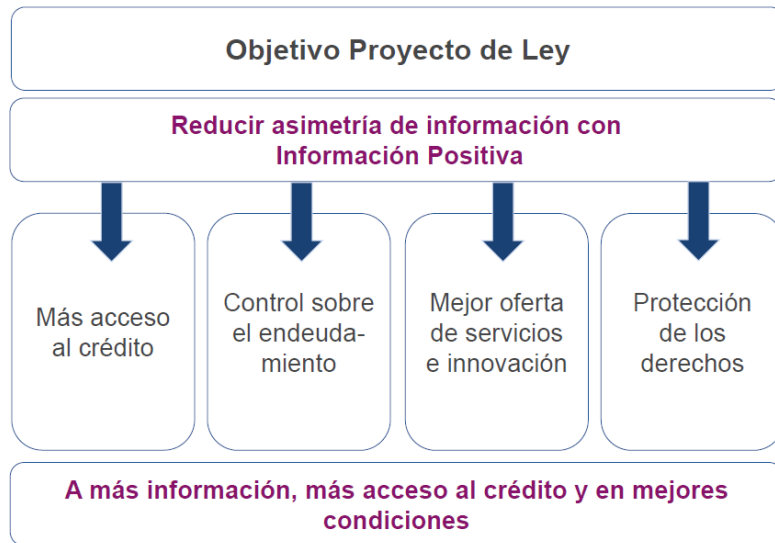 Objetivo Proyecto de Ley
Reducir asimetría de información con
Información Positiva
Más acceso
al crédito
Control sobre
el endeuda-
miento
Mejor oferta
de servicios
e innovación
Protección
de los
derechos
A más información, más acceso al crédito y en mejores
condiciones